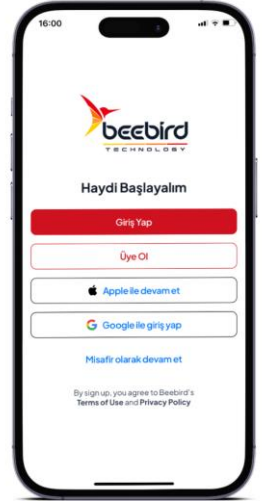 16:00
beebird
TECHNOLOGY
Haydi Başlayalım
Giriş Yap
Üye Ol
Apple ile devam et
Google ile giriş yap
Misafir olarak devam et
By sign up, you agree to Beebird's
Terms of Use and Privacy Policy